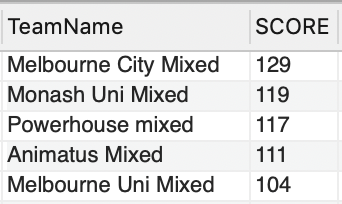 TeamName SCORE
Melbourne City Mixed 129
Monash Uni Mixed 119
Powerhouse mixed 117
Animatus Mixed 111
Melbourne Uni Mixed 104